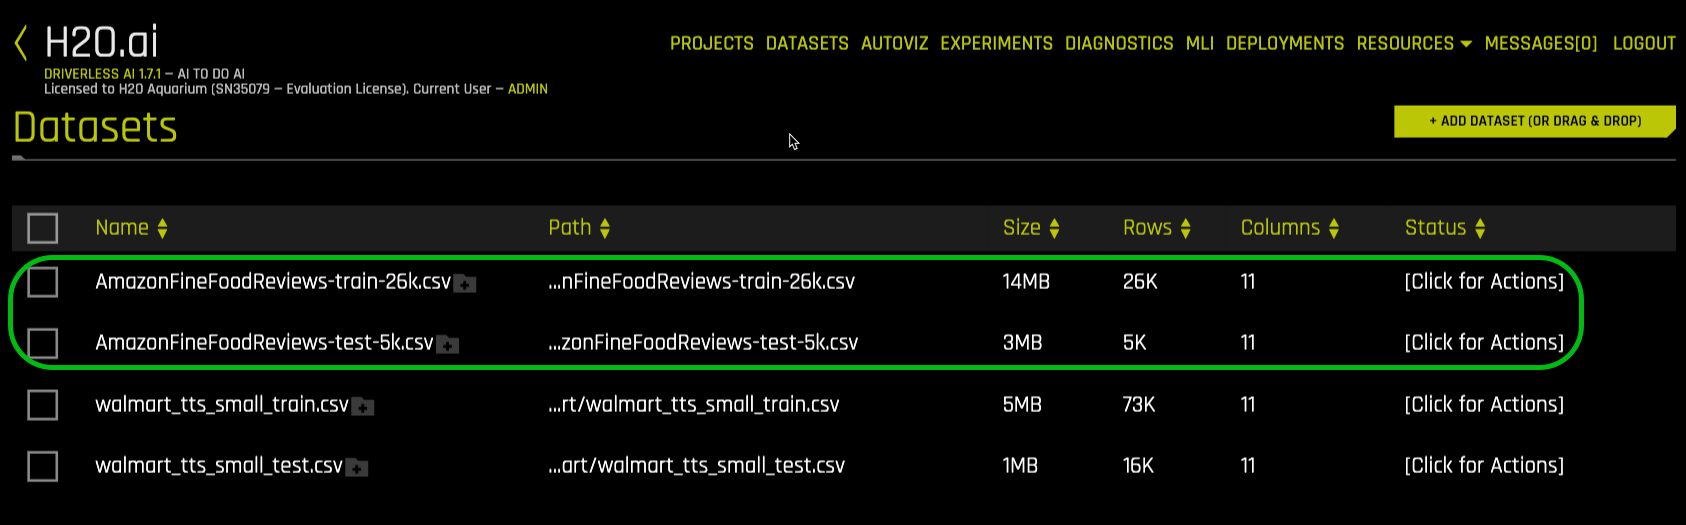 H2O.ai
PROJECTS DATASETS AUTOVIZ EXPERIMENTS DIAGNOSTICS MLI DEPLOYMENTS RESOURCES MESSAGES[0] LOGOUT
DRIVERLESS AI 1.7.1 – AI TO DO AI
Licensed to H2O Aquarium (SN35079 – Evaluation License). Current User – ADMIN
Datasets
+ ADD DATASET (OR DRAG & DROP)
Name Path Size Rows Columns Status
AmazonFineFoodReviews-train-26k.csv ...nFineFoodReviews-train-26k.csv 14MB 26K 11 [Click for Actions]
AmazonFineFoodReviews-test-5k.csv ...zonFineFoodReviews-test-5k.csv 3MB 5K 11 [Click for Actions]
walmart_tts_small_train.csv ...rt/walmart_tts_small_train.csv 5MB 73K 11 [Click for Actions]
walmart_tts_small_test.csv ...art/walmart_tts_small_test.csv 1MB 16K 11 [Click for Actions]